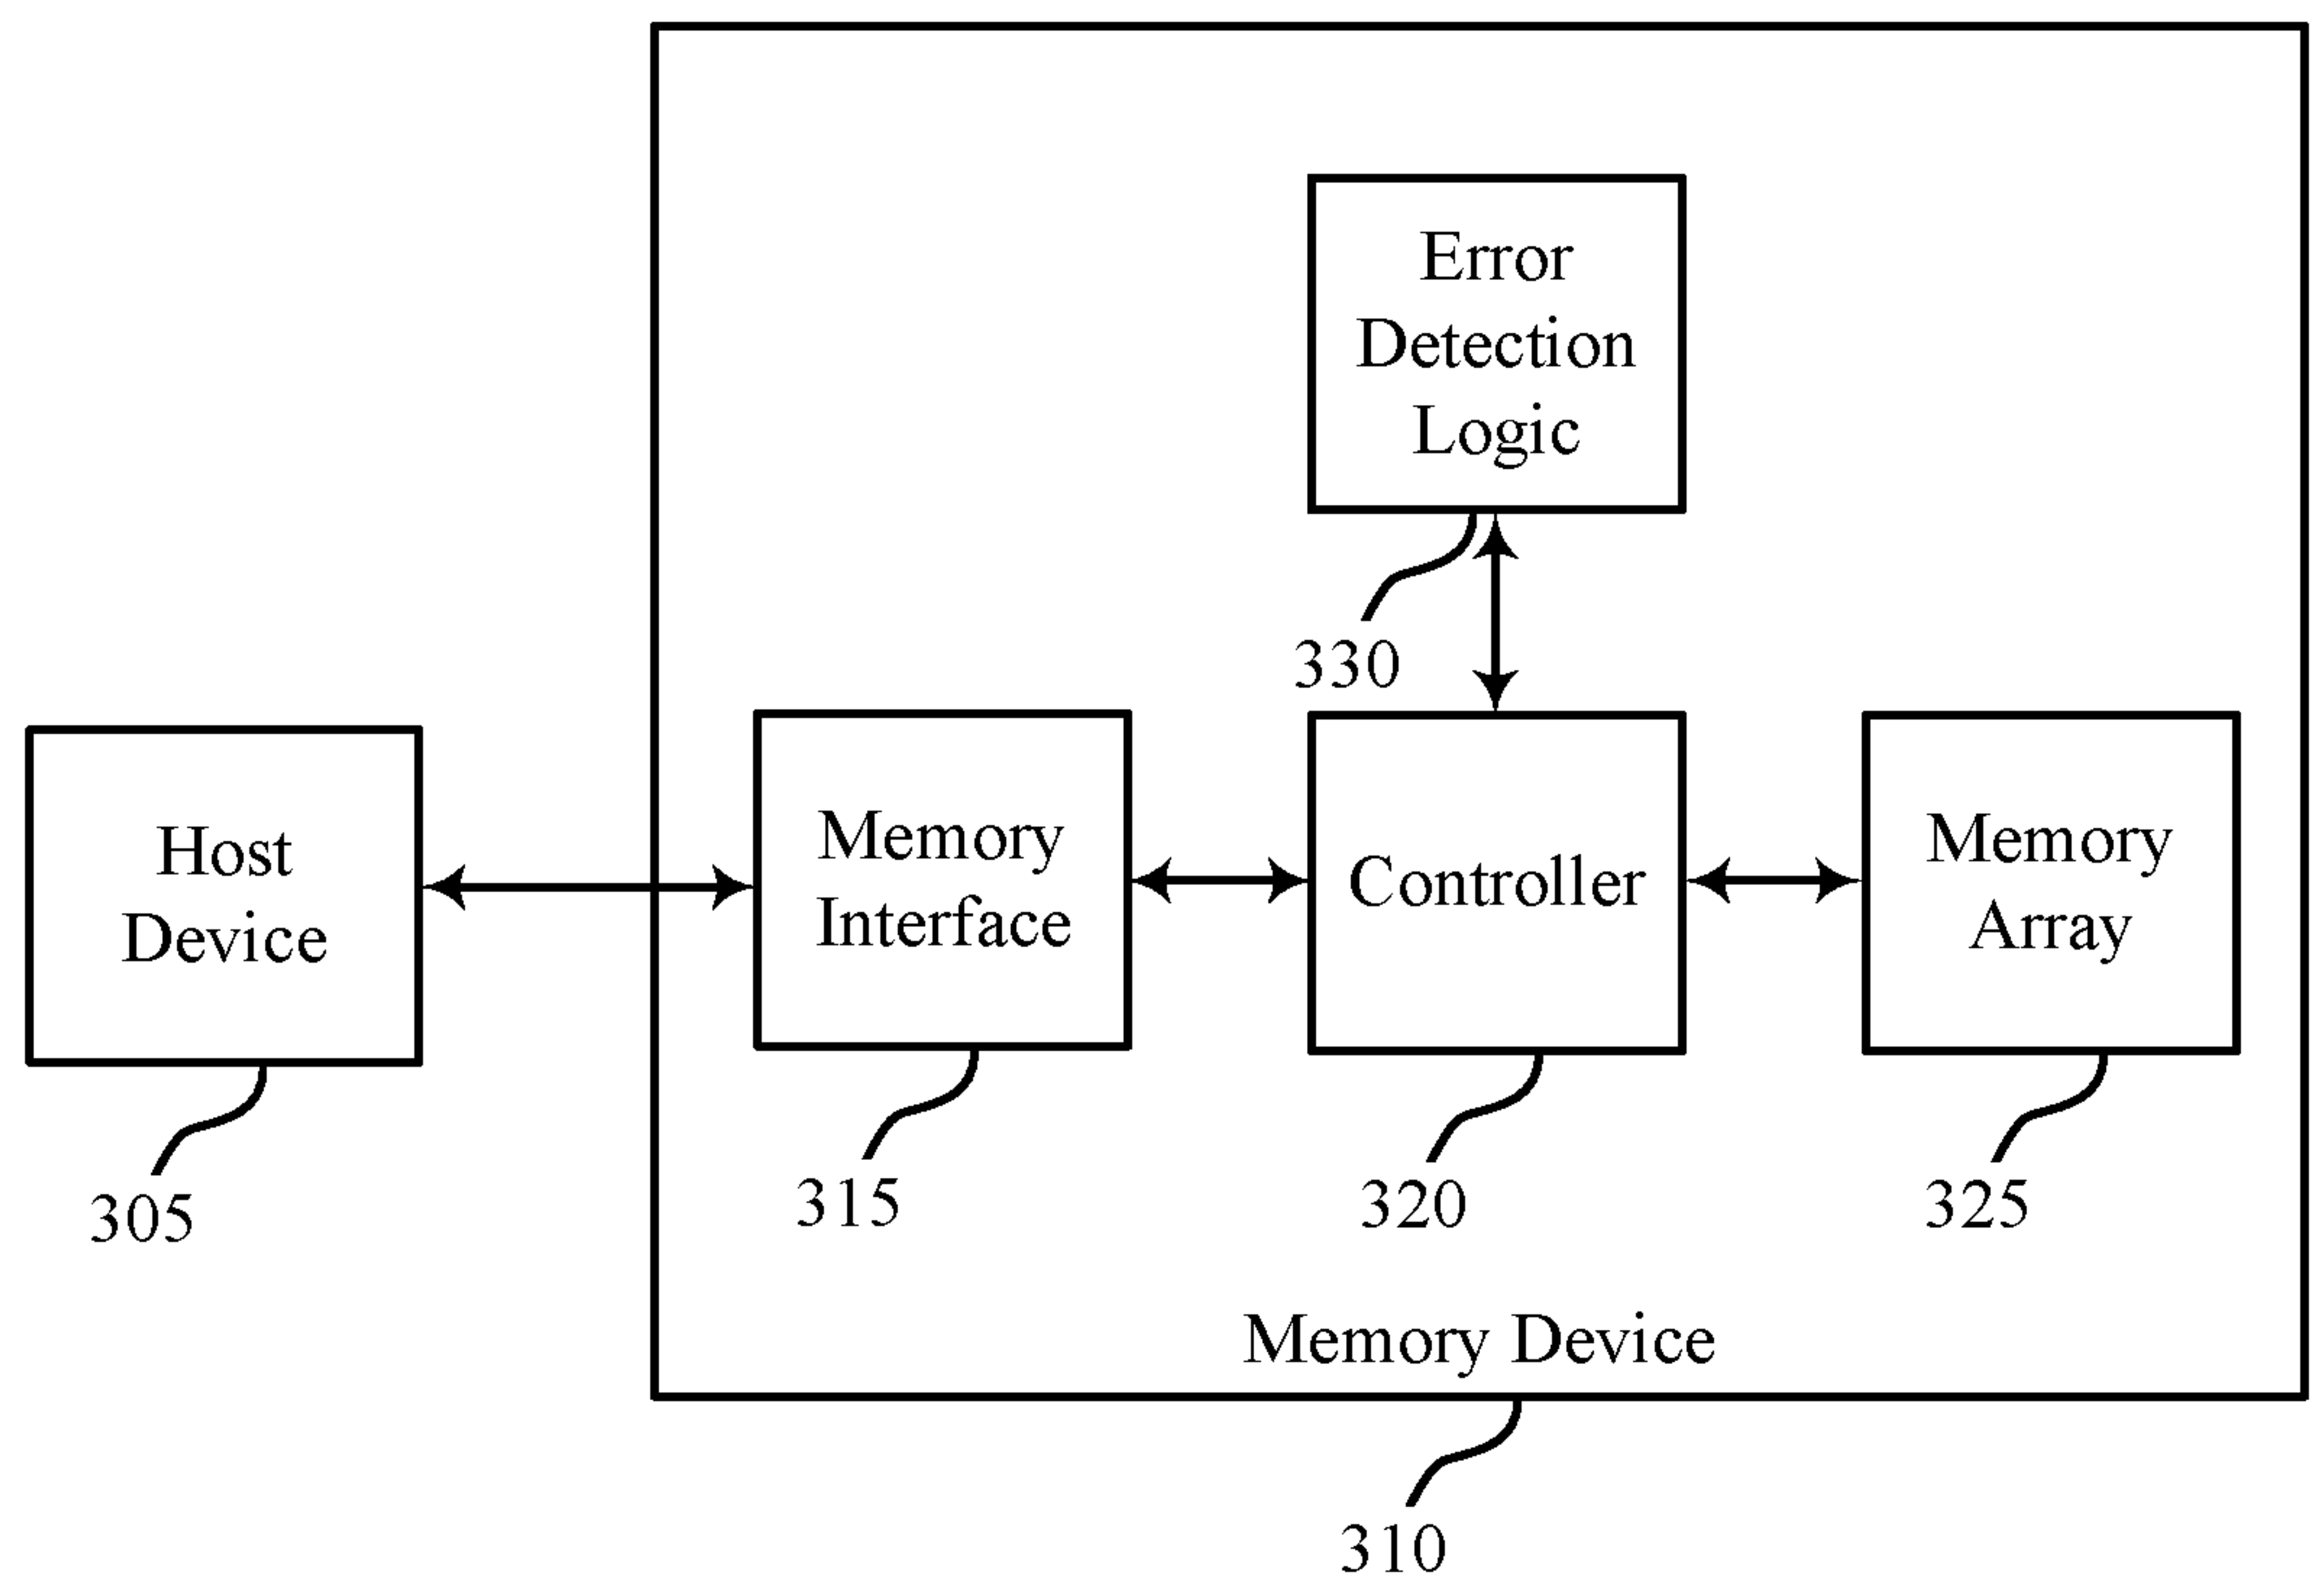 Error
Detection
Logic
330
Host
Device
305
Memory
Interface
315
Controller
320
Memory
Array
325
Memory Device
310